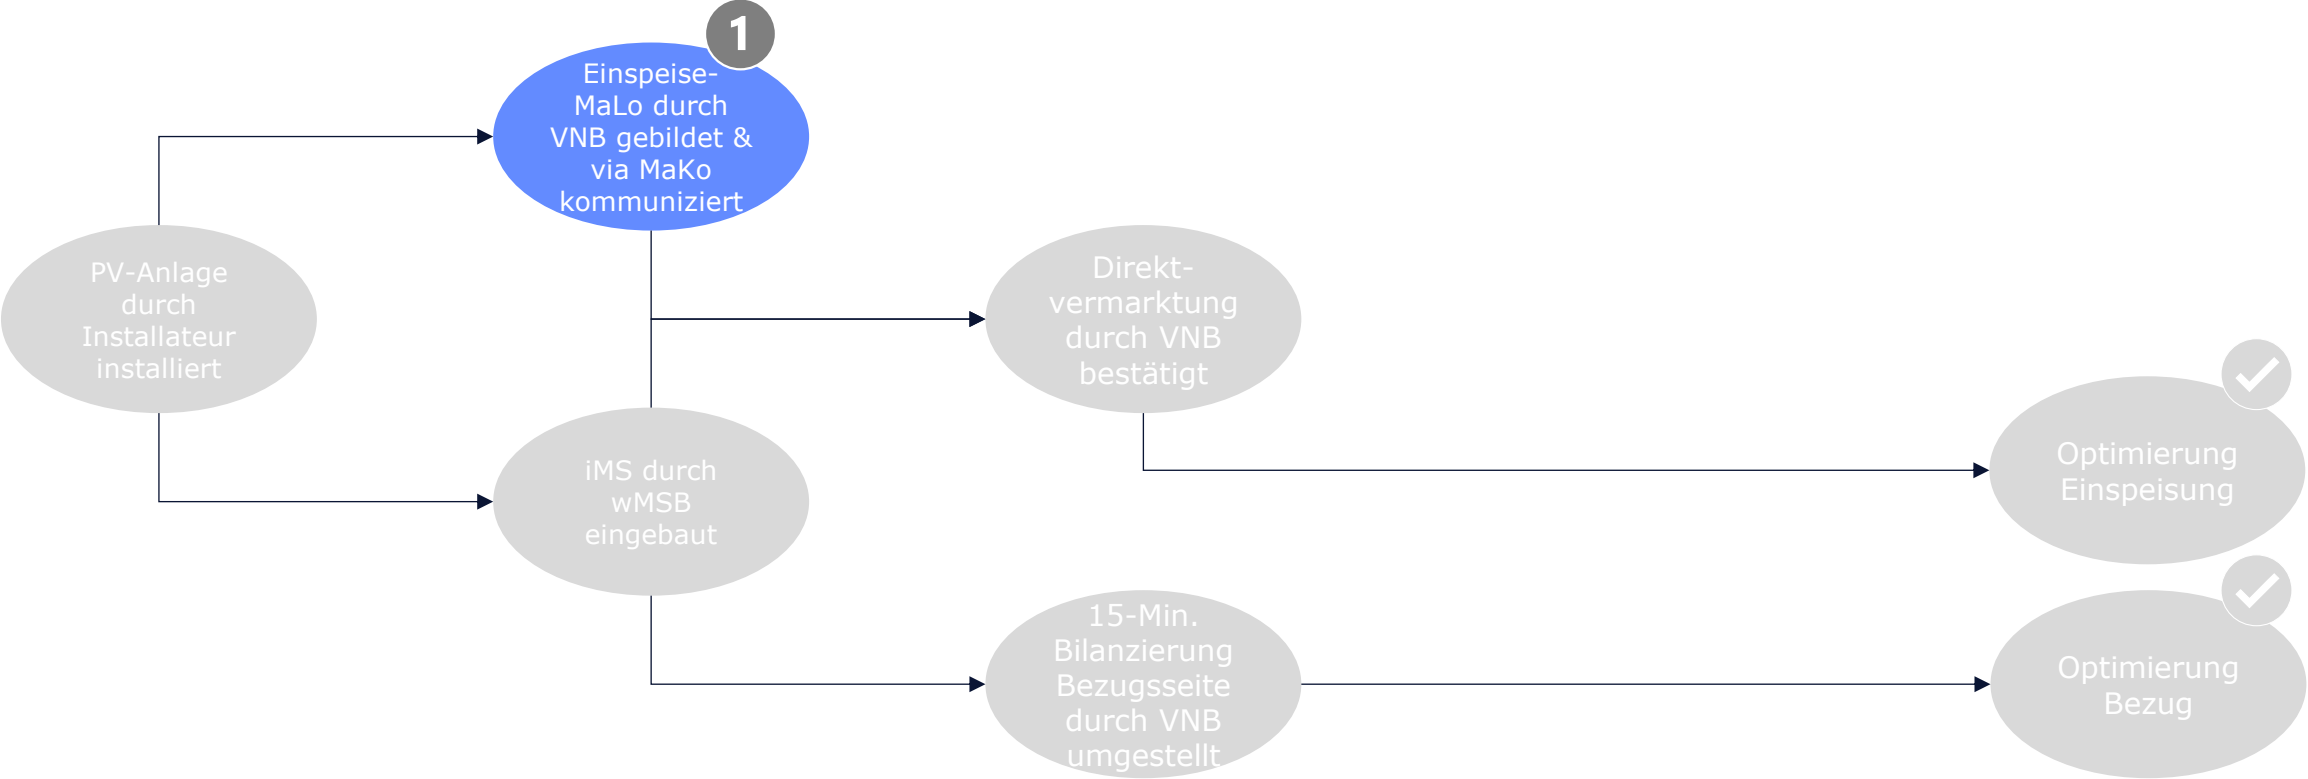 1
Einspeise-
MaLo durch
VNB gebildet &
via MaKo
kommuniziert
PV-Anlage
durch
Installateur
installiert
Direkt-
vermarktung
durch VNB
bestätigt
iMS durch
wMSB
eingebaut
Optimierung
Einspeisung
15-Min.
Bilanzierung
Bezugsseite
durch VNB
umgestellt
Optimierung
Bezug